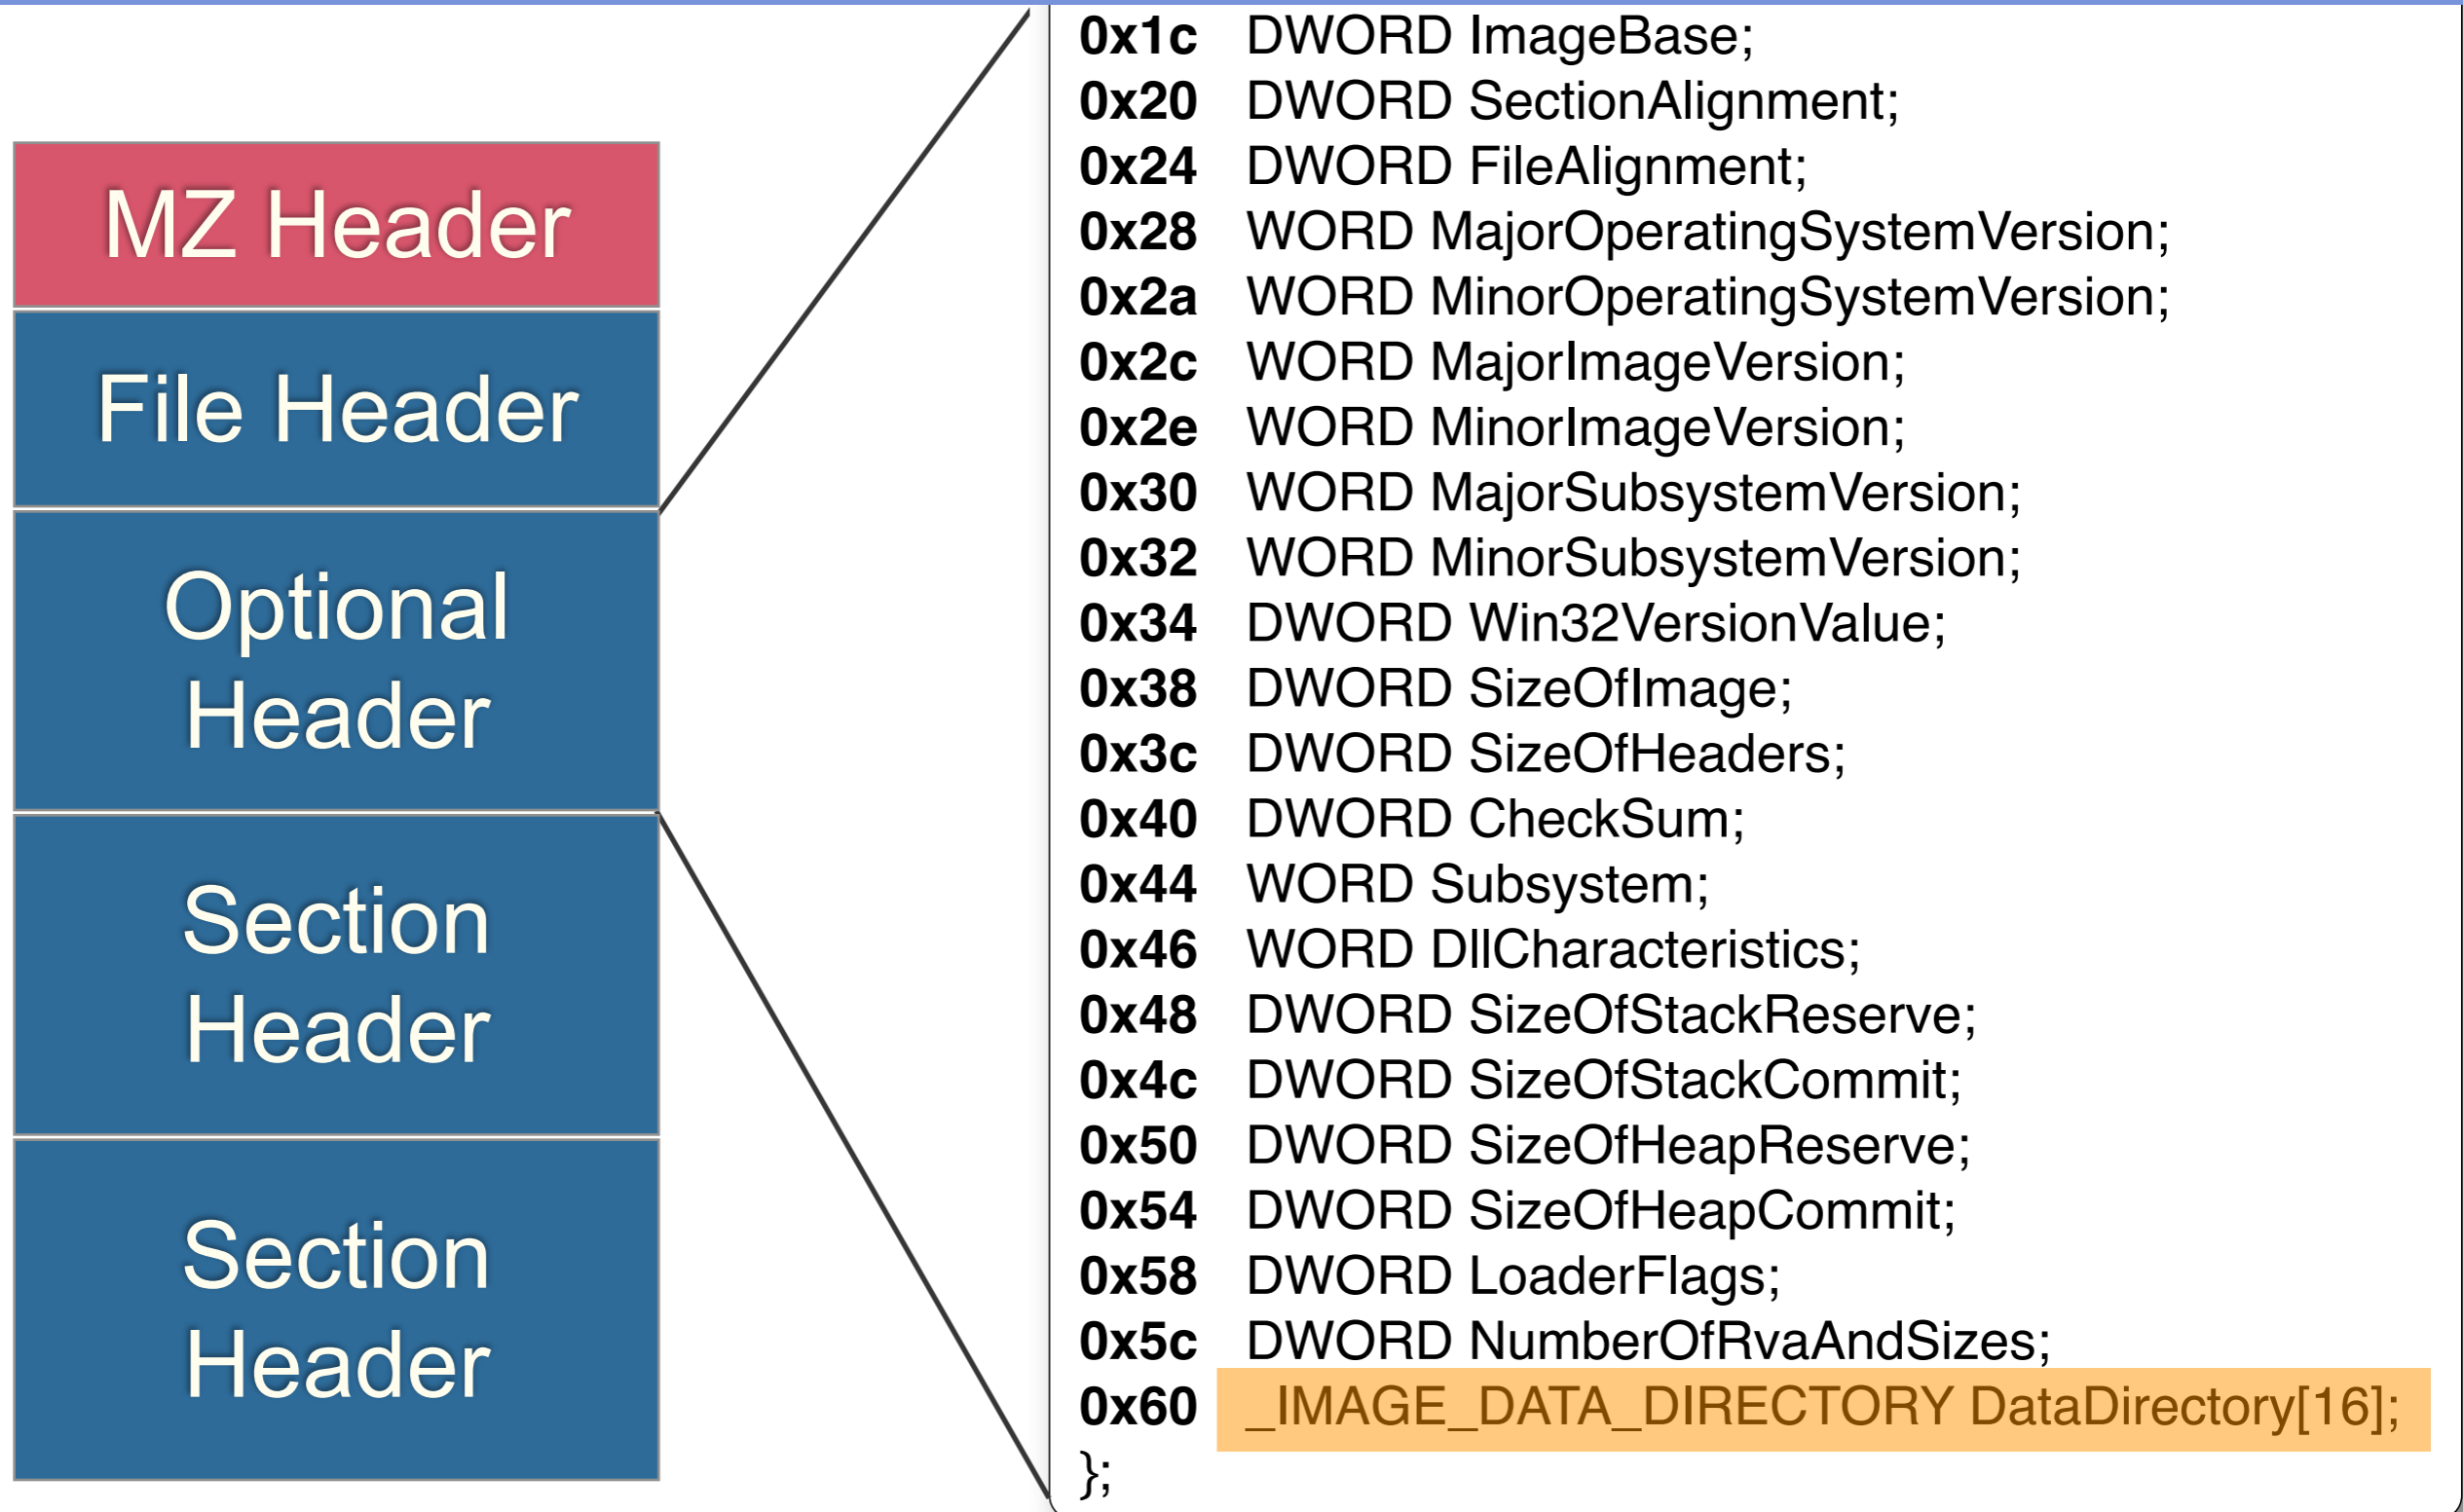 MZ Header
File Header
Optional
Header
Section
Header
Section
Header
0x1c DWORD ImageBase;
0x20 DWORD SectionAlignment;
0x24 DWORD FileAlignment;
0x28 WORD MajorOperatingSystemVersion;
0x2a WORD MinorOperatingSystemVersion;
0x2c WORD MajorImageVersion;
0x2e WORD MinorImageVersion;
0x30 WORD MajorSubsystemVersion;
0x32 WORD MinorSubsystemVersion;
0x34 DWORD Win32VersionValue;
0x38 DWORD SizeOfImage;
0x3c DWORD SizeOfHeaders;
0x40 DWORD CheckSum;
0x44 WORD Subsystem;
0x46 WORD DllCharacteristics;
0x48 DWORD SizeOfStackReserve;
0x4c DWORD SizeOfStackCommit;
0x50 DWORD SizeOfHeapReserve;
0x54 DWORD SizeOfHeapCommit;
0x58 DWORD LoaderFlags;
0x5c DWORD NumberOfRvaAndSizes;
0x60 _IMAGE_DATA_DIRECTORY DataDirectory[16];
};